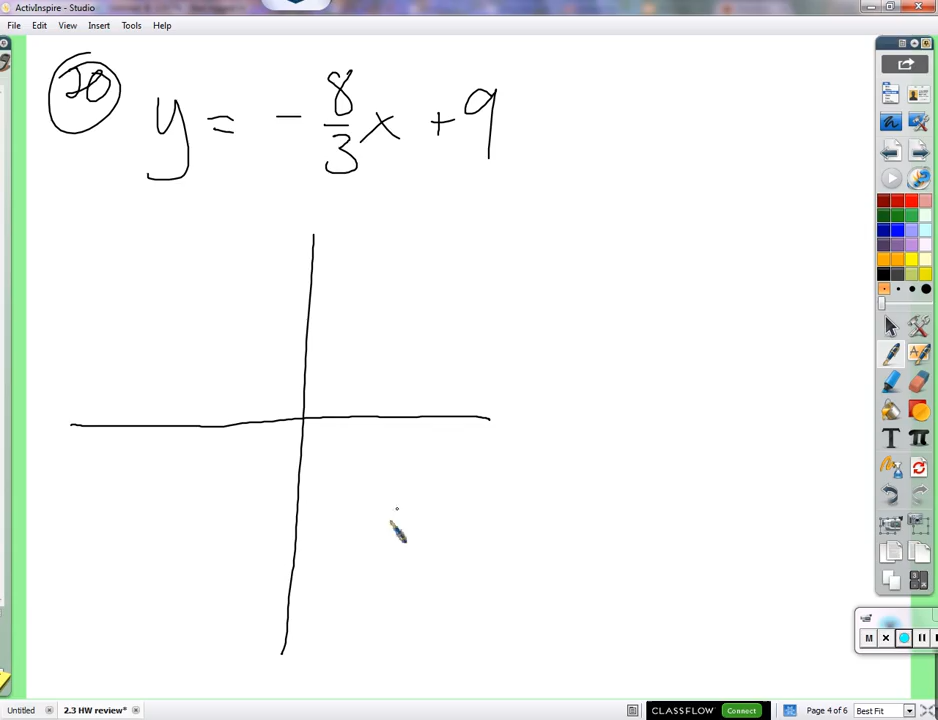 ActivInspire - Studio
File Edit View Insert Tools Help
20
y = - 8/3 x + 9
M
Untitled 2.3 HW review* CLASSFLOW Connect Page 4 of 6 Best Fit